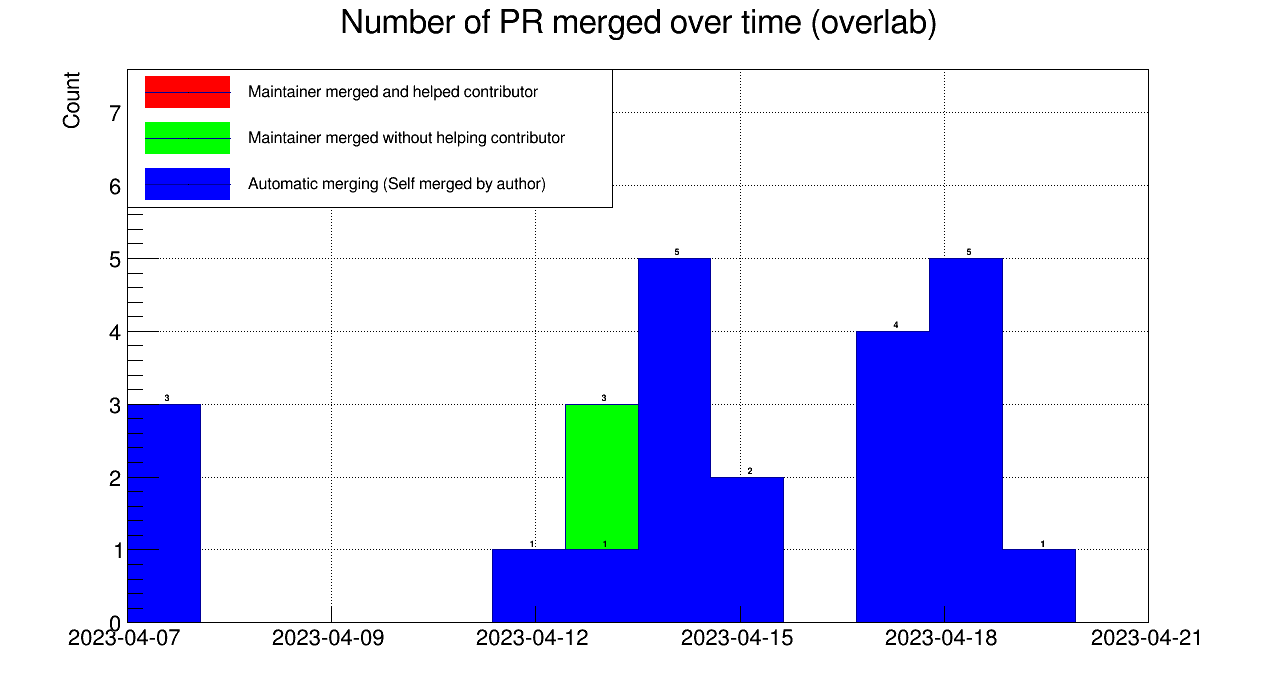 Number of PR merged over time (overlab)
Count
Maintainer merged and helped contributor
Maintainer merged without helping contributor
Automatic merging (Self merged by author)
7
6
5
4
3
2
1
0
3
1
3
1
5
2
4
5
1
2023-04-07 2023-04-09 2023-04-12 2023-04-15 2023-04-18 2023-04-21